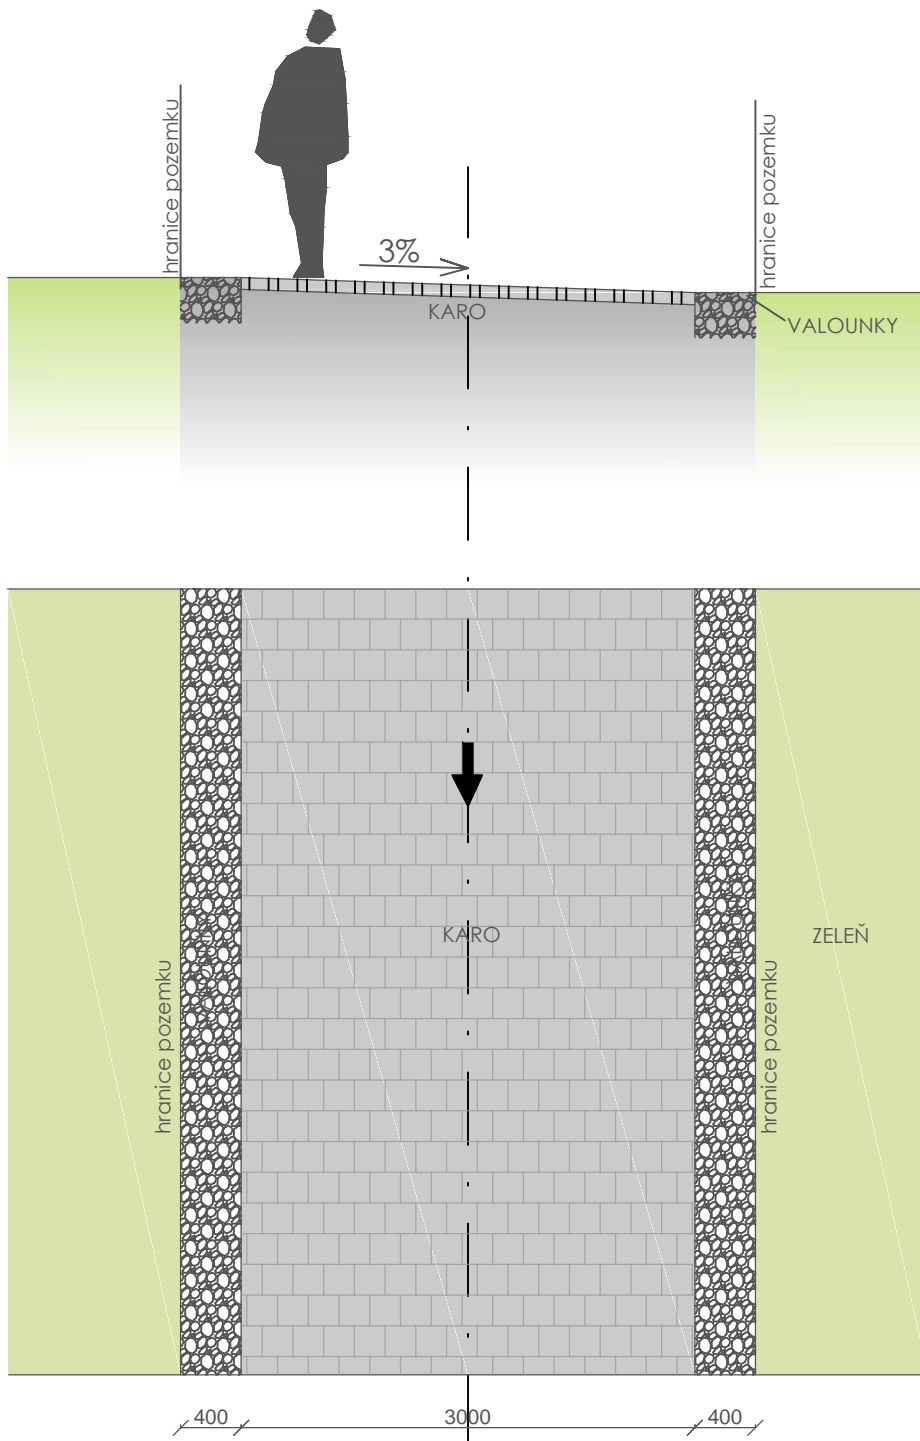 hranice pozemku
hranice pozemku
3%
KARO
VALOUNKY
KARO
ZELEŇ
hranice pozemku
hranice pozemku
400
3000
400